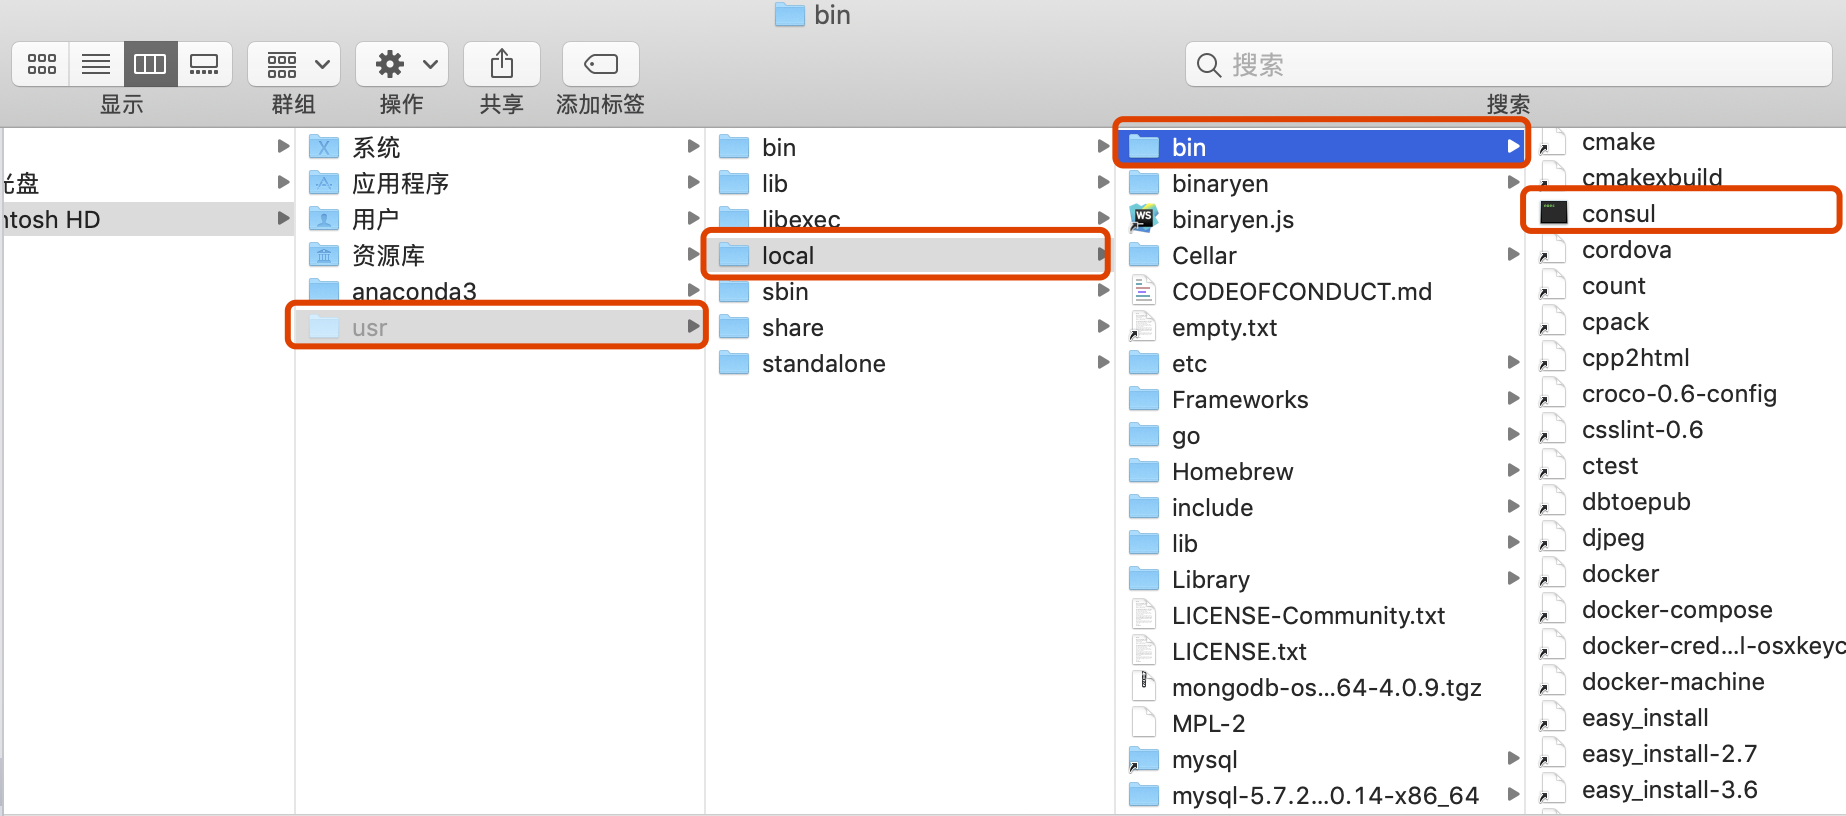 bin
搜索
显示
群组
操作
共享
添加标签
搜索
光盘
ntosh HD
系统
应用程序
用户
资源库
anaconda3
usr
bin
lib
libexec
local
sbin
share
standalone
bin
binaryen
binaryen.js
Cellar
CODEOFCONDUCT.md
empty.txt
etc
Frameworks
go
Homebrew
include
lib
Library
LICENSE-Community.txt
LICENSE.txt
mongodb-os...64-4.0.9.tgz
MPL-2
mysql
mysql-5.7.2...0.14-x86_64
cmake
cmakexbuild
consul
cordova
count
cpack
cpp2html
croco-0.6-config
csslint-0.6
ctest
dbtoepub
djpeg
docker
docker-compose
docker-cred...l-osxkeyc
docker-machine
easy_install
easy_install-2.7
easy_install-3.6